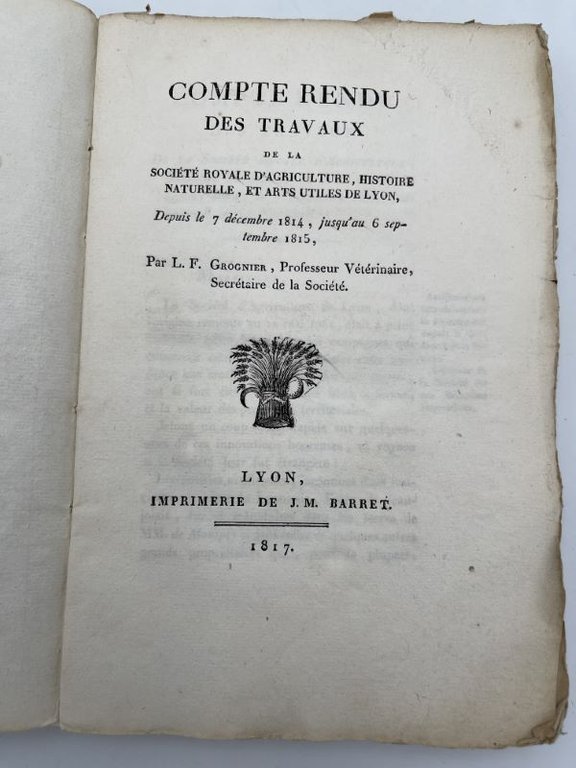 COMPTE RENDU
DES TRAVAUX
DE LA
SOCIÉTÉ ROYALE D'AGRICULTURE, HISTOIRE
NATURELLE, ET ARTS UTILES DE LYON,
Depuis le 7 décembre 1814, jusqu'au 6 sep-
tembre 1815,
Par L. F. GROGNIER, Professeur Vétérinaire,
Secrétaire de la Société.
LYON,
IMPRIMERIE DE J. M. BARRET.
1817.